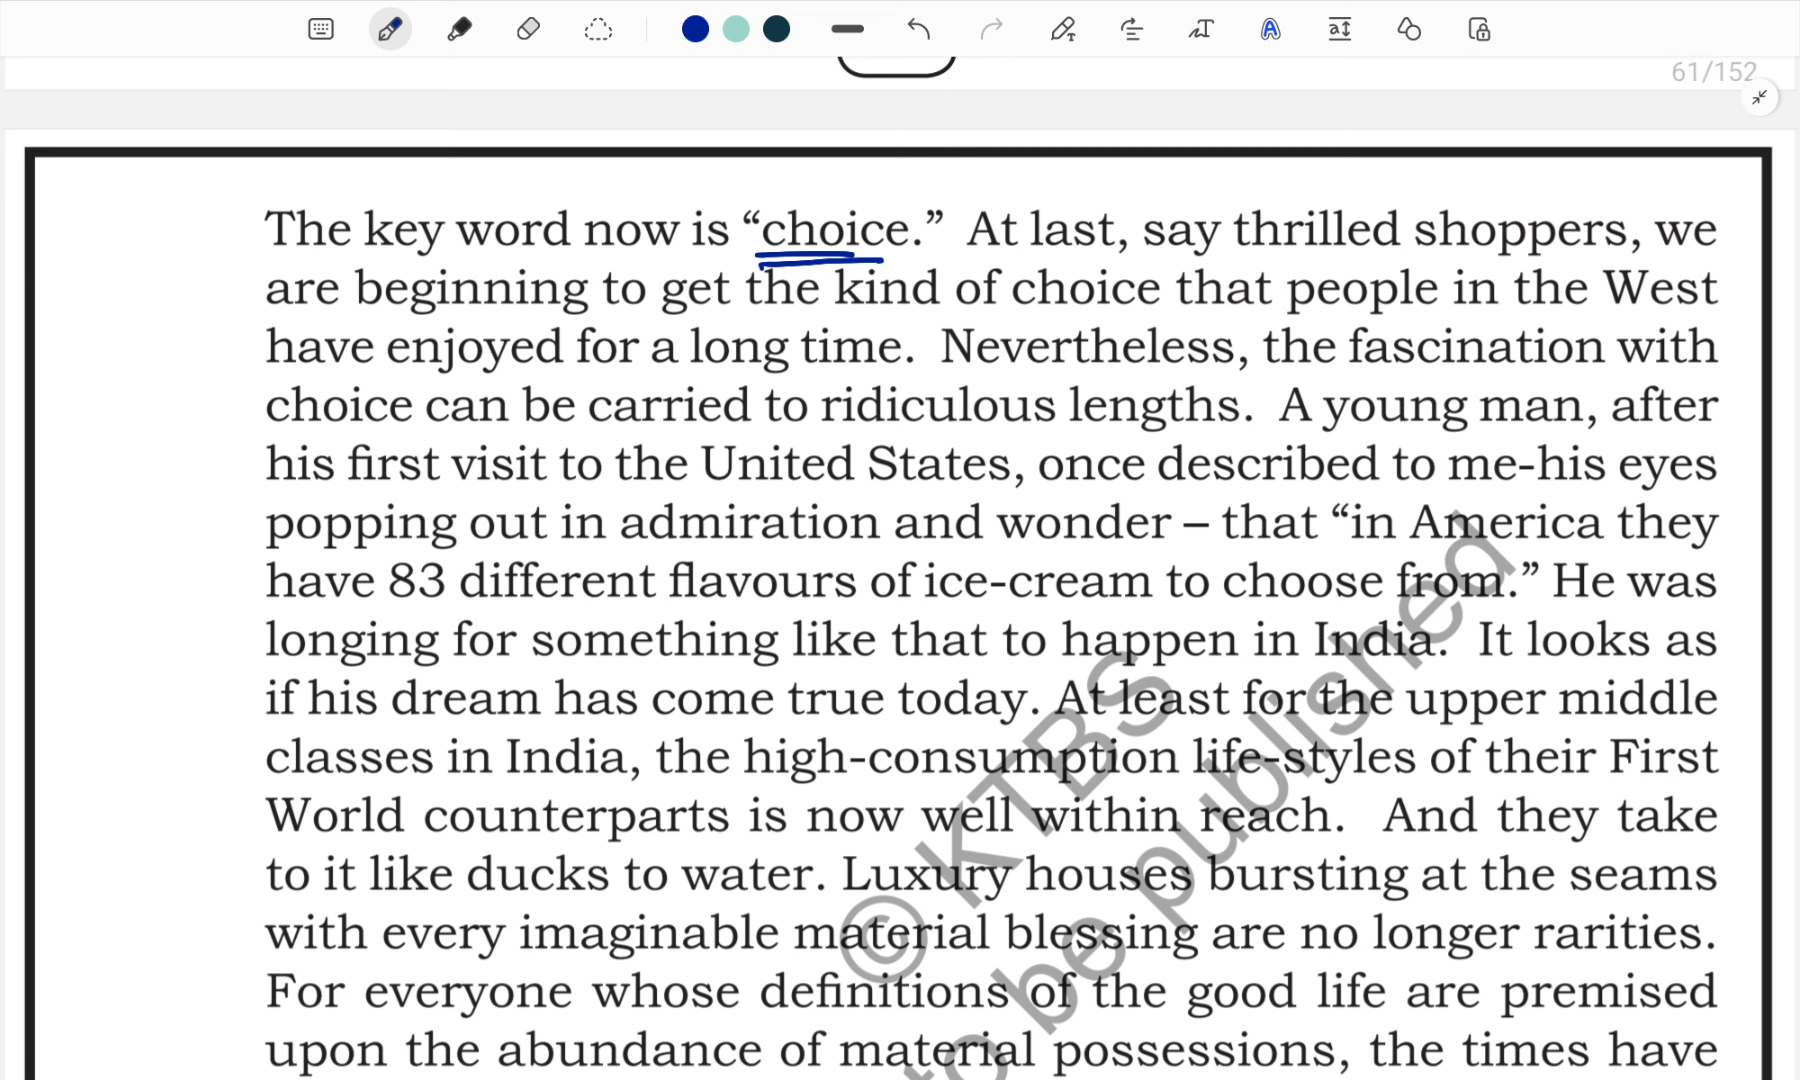 61/152
The key word now is “choice.” At last, say thrilled shoppers, we
are beginning to get the kind of choice that people in the West
have enjoyed for a long time. Nevertheless, the fascination with
choice can be carried to ridiculous lengths. A young man, after
his first visit to the United States, once described to me-his eyes
popping out in admiration and wonder – that “in America they
have 83 different flavours of ice-cream to choose from.” He was
longing for something like that to happen in India. It looks as
if his dream has come true today. At least for the upper middle
classes in India, the high-consumption life-styles of their First
World counterparts is now well within reach. And they take
to it like ducks to water. Luxury houses bursting at the seams
with every imaginable material blessing are no longer rarities.
For everyone whose definitions of the good life are premised
upon the abundance of material possessions, the times have
© KTBS
to be published